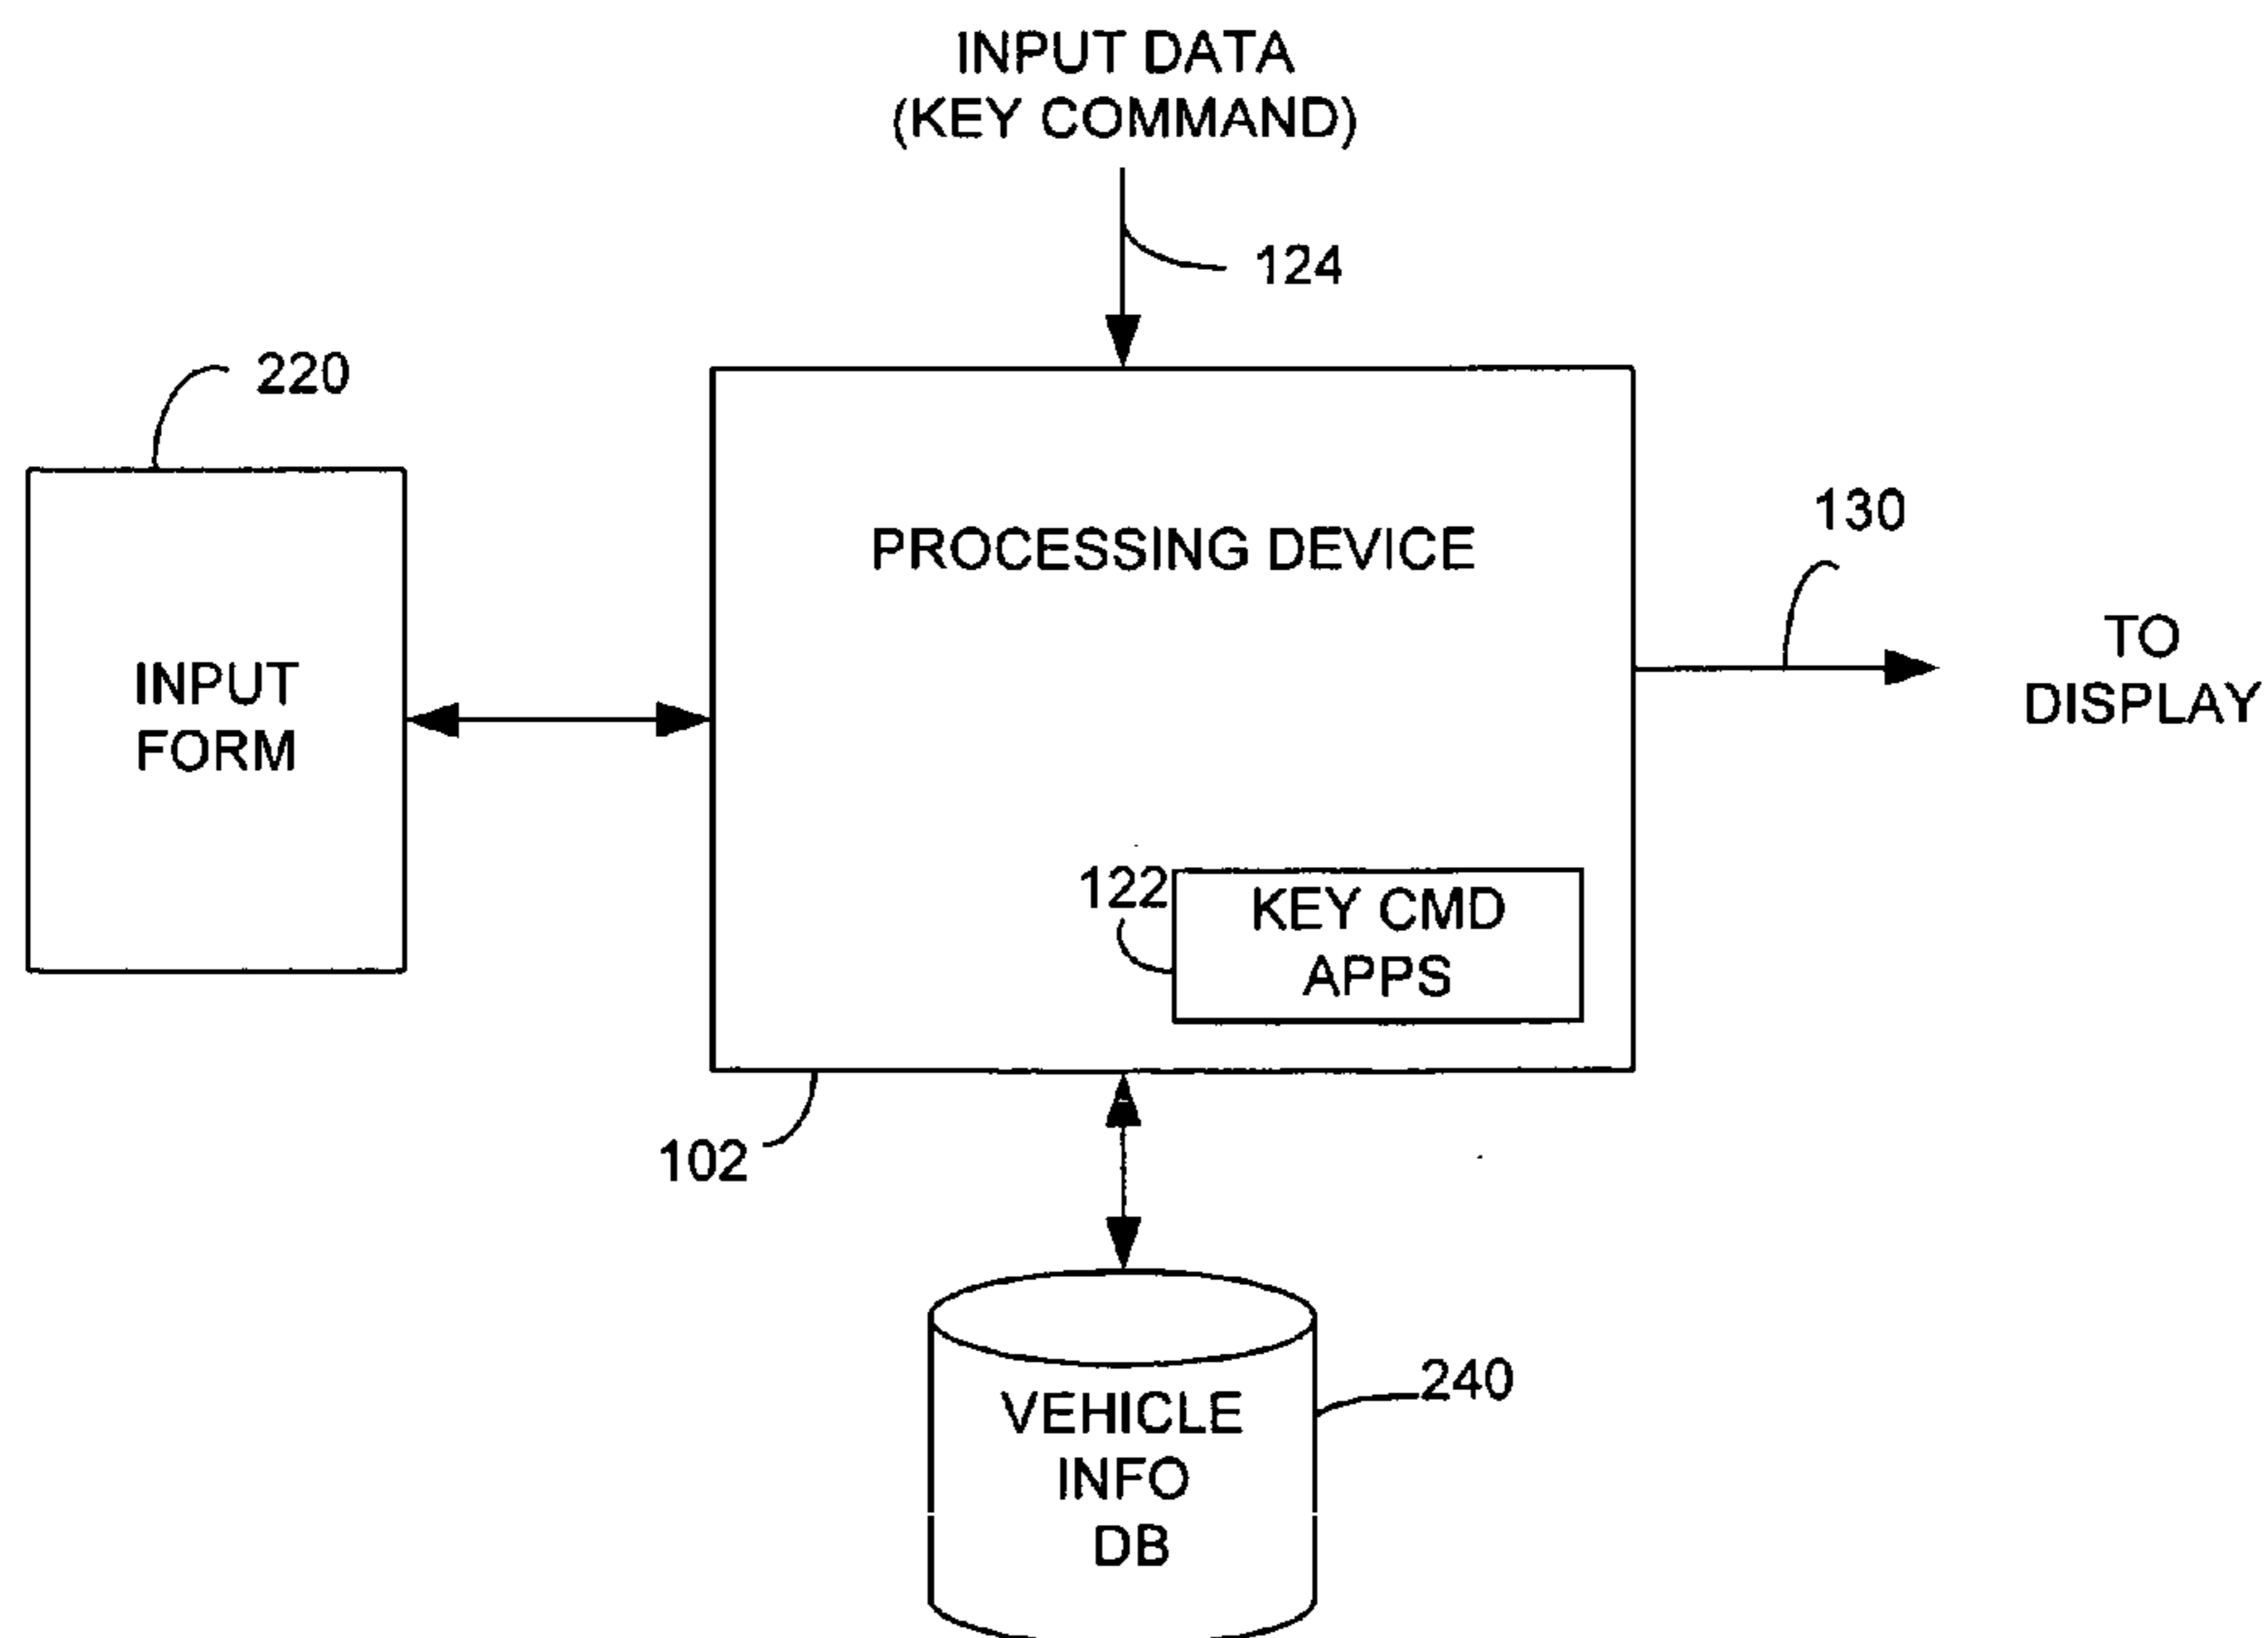 INPUT DATA
(KEY COMMAND)
124
220
PROCESSING DEVICE
130
INPUT
FORM
TO
DISPLAY
122
KEY CMD
APPS
102
240
VEHICLE
INFO
DB